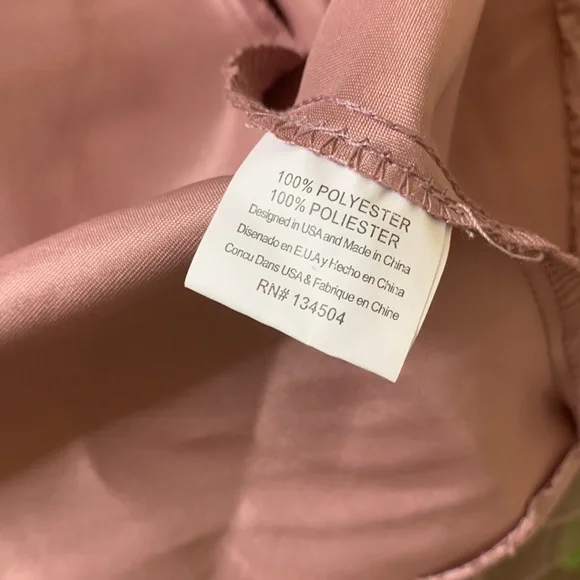 100% POLYESTER
100% POLIESTER
Designed in USA and Made in China
Disenado en E.U.A y Hecho en China
Concu Dans USA & Fabrique en Chine
RN# 134504